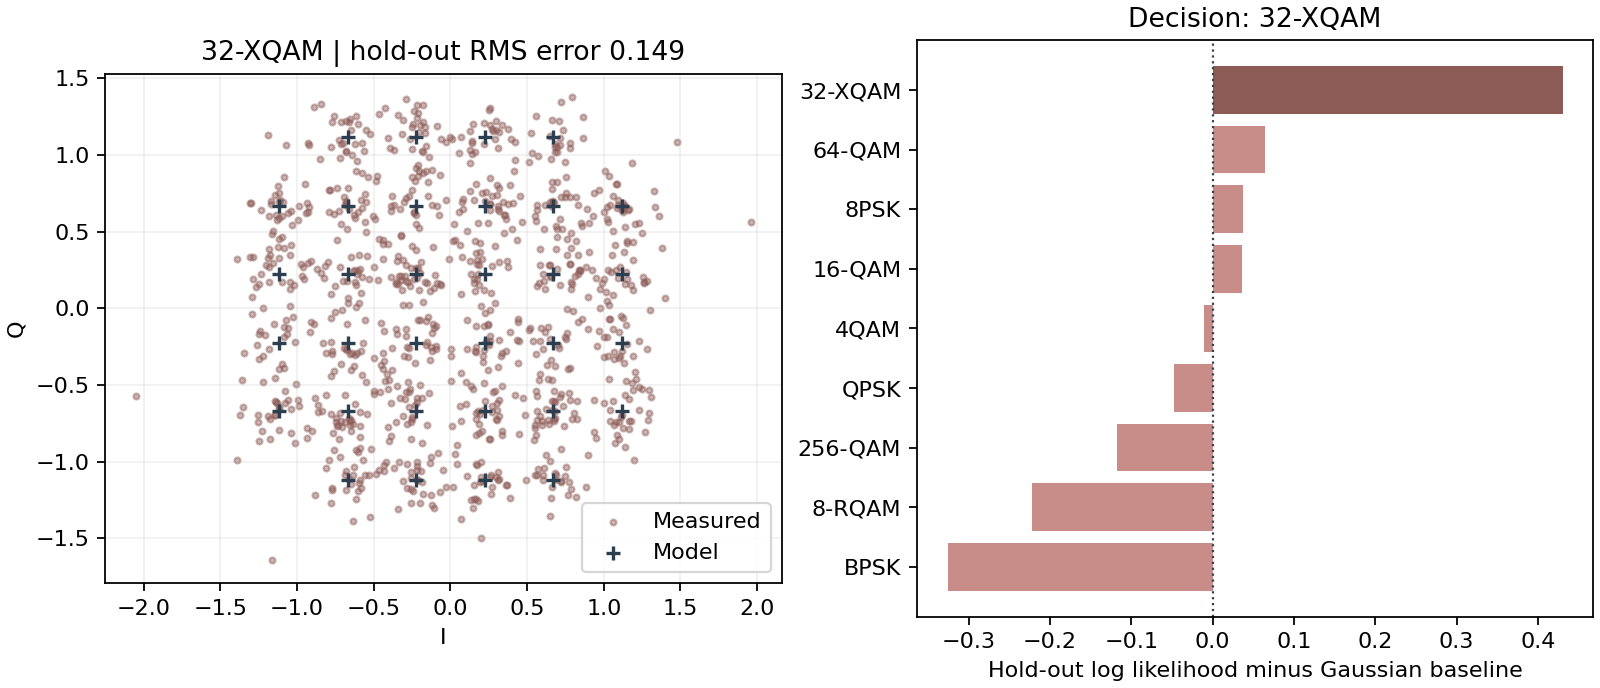 32-XQAM | hold-out RMS error 0.149
1.5
1.0
0.5
0.0
−0.5
−1.0
−1.5
Q
Measured
Model
−2.0 −1.5 −1.0 −0.5 0.0 0.5 1.0 1.5 2.0
I
Decision: 32-XQAM
32-XQAM
64-QAM
8PSK
16-QAM
4QAM
QPSK
256-QAM
8-RQAM
BPSK
−0.3 −0.2 −0.1 0.0 0.1 0.2 0.3 0.4
Hold-out log likelihood minus Gaussian baseline